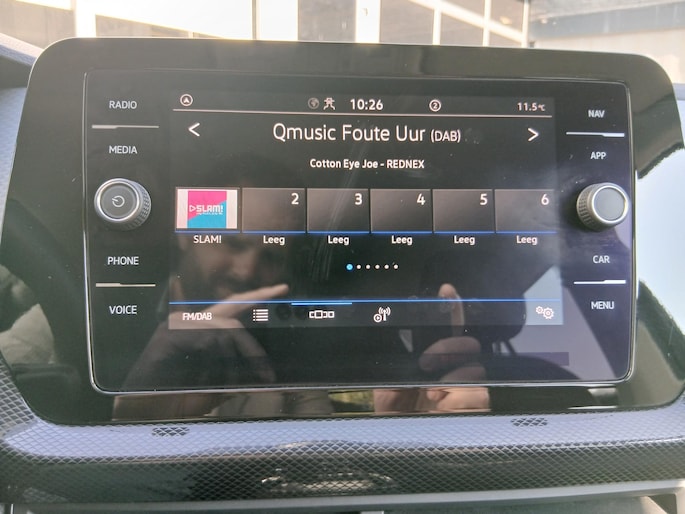 RADIO
MEDIA
PHONE
VOICE
10:26
2
11.5°C
< Qmusic Foute Uur (DAB) >
Cotton Eye Joe - REDNEX
SLAM!
2
3
4
5
6
SLAM! Leeg Leeg Leeg Leeg Leeg
FM/DAB
NAV
APP
CAR
MENU